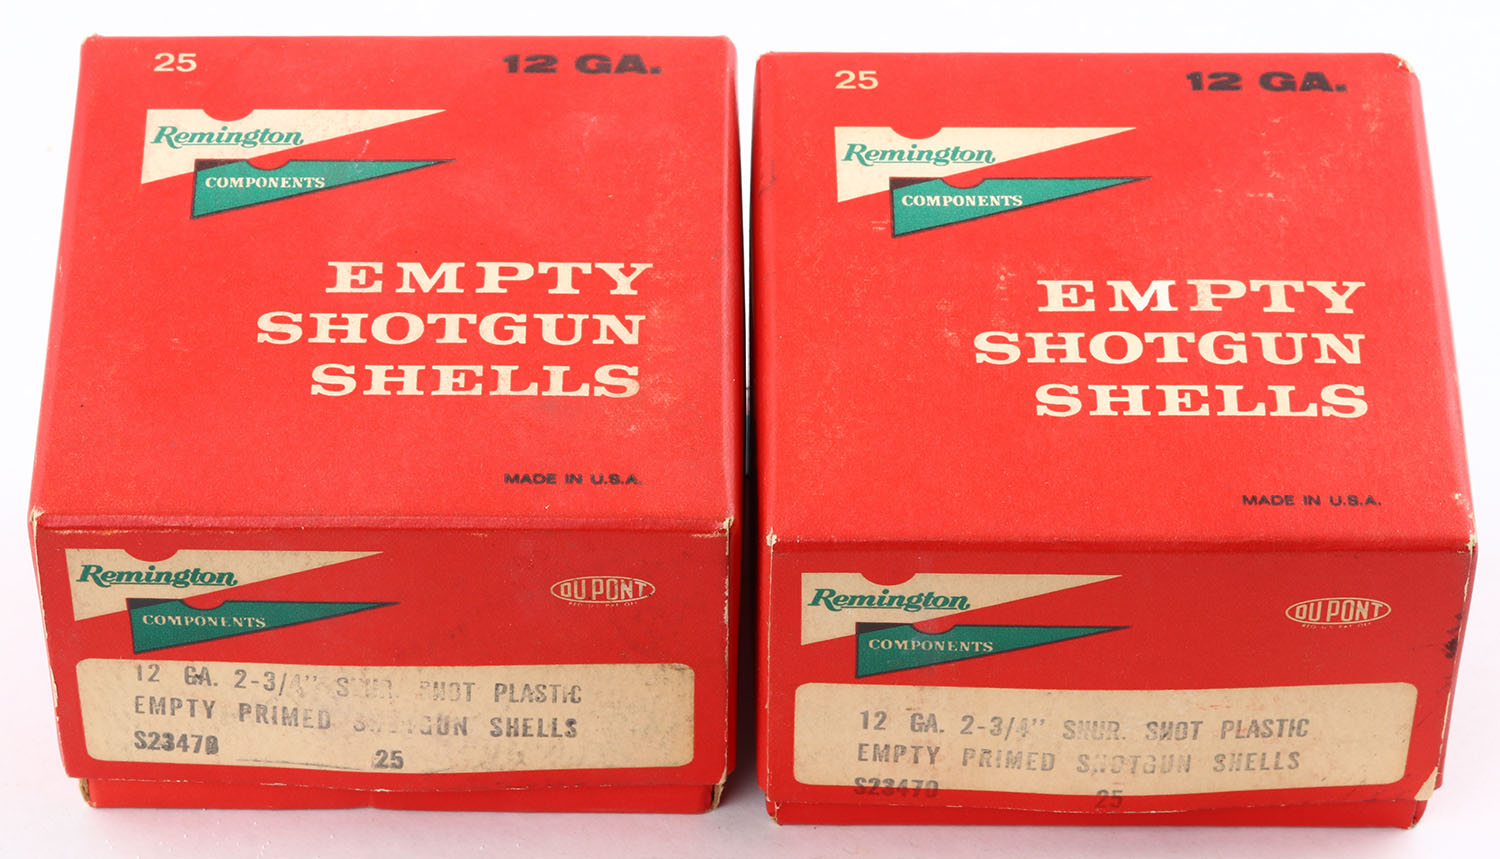 25 12 GA.
Remington
COMPONENTS
EMPTY
SHOTGUN
SHELLS
MADE IN U.S.A.
Remington
COMPONENTS
DU PONT
12 GA. 2-3/4" SHOT PLASTIC
EMPTY PRIMED SHOTGUN SHELLS
S23470
25
25 12 GA.
Remington
COMPONENTS
EMPTY
SHOTGUN
SHELLS
MADE IN U.S.A.
Remington
COMPONENTS
DU PONT
12 GA. 2-3/4" SHUR. SHOT PLASTIC
EMPTY PRIMED SHOTGUN SHELLS
S23470 25